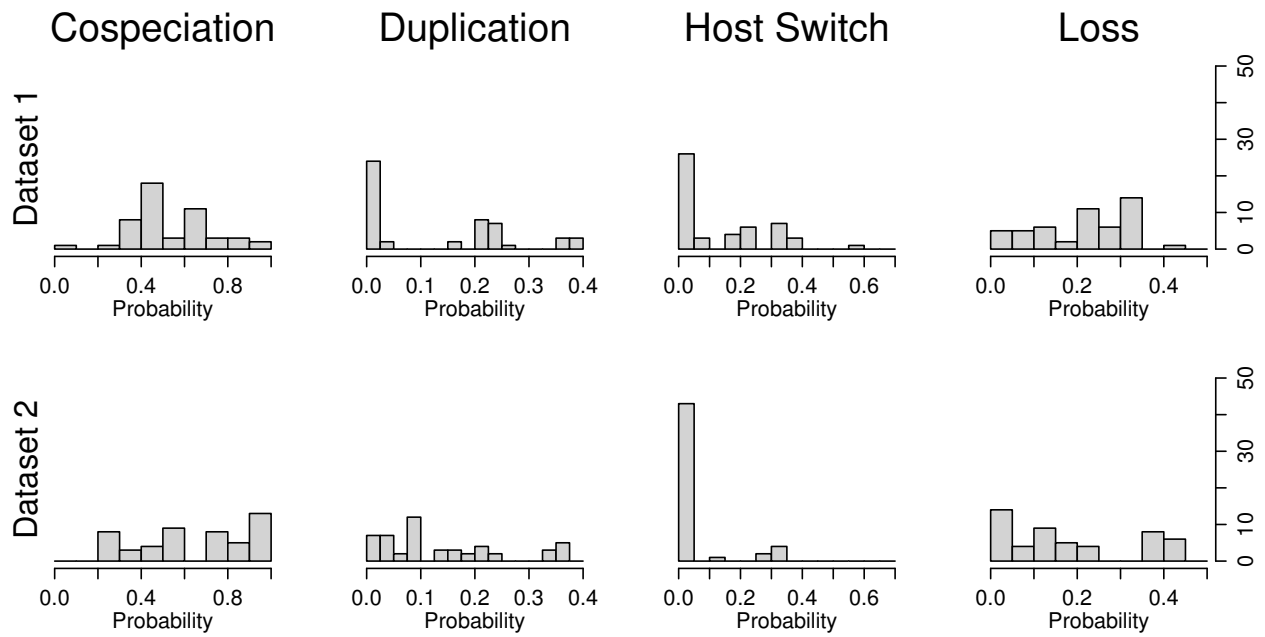 Cospeciation Duplication Host Switch Loss
Dataset 1
0 10 30 50
0.0 0.4 0.8 0.0 0.1 0.2 0.3 0.4 0.0 0.2 0.4 0.6 0.0 0.2 0.4
Probability Probability Probability Probability
Dataset 2
0 10 30 50
0.0 0.4 0.8 0.0 0.1 0.2 0.3 0.4 0.0 0.2 0.4 0.6 0.0 0.2 0.4
Probability Probability Probability Probability